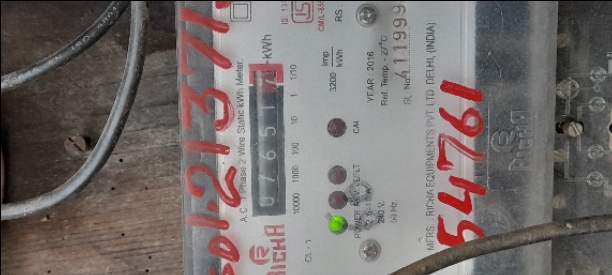 5012137
A.C. 1 Phase 2 Wire Static kWh Meter.
07651
kWh
10000 1000 100 10 1 1/10
RICHA
CL - 1
3200 imp/kWh
CAL
240 V.
50 Hz
RS
YEAR : 2016
Ref. Temp. - 27°C
SL. No. 411999
MFRS. : RICHA EQUIPMENTS PVT. LTD. DELHI, (INDIA)
54761
RICHA